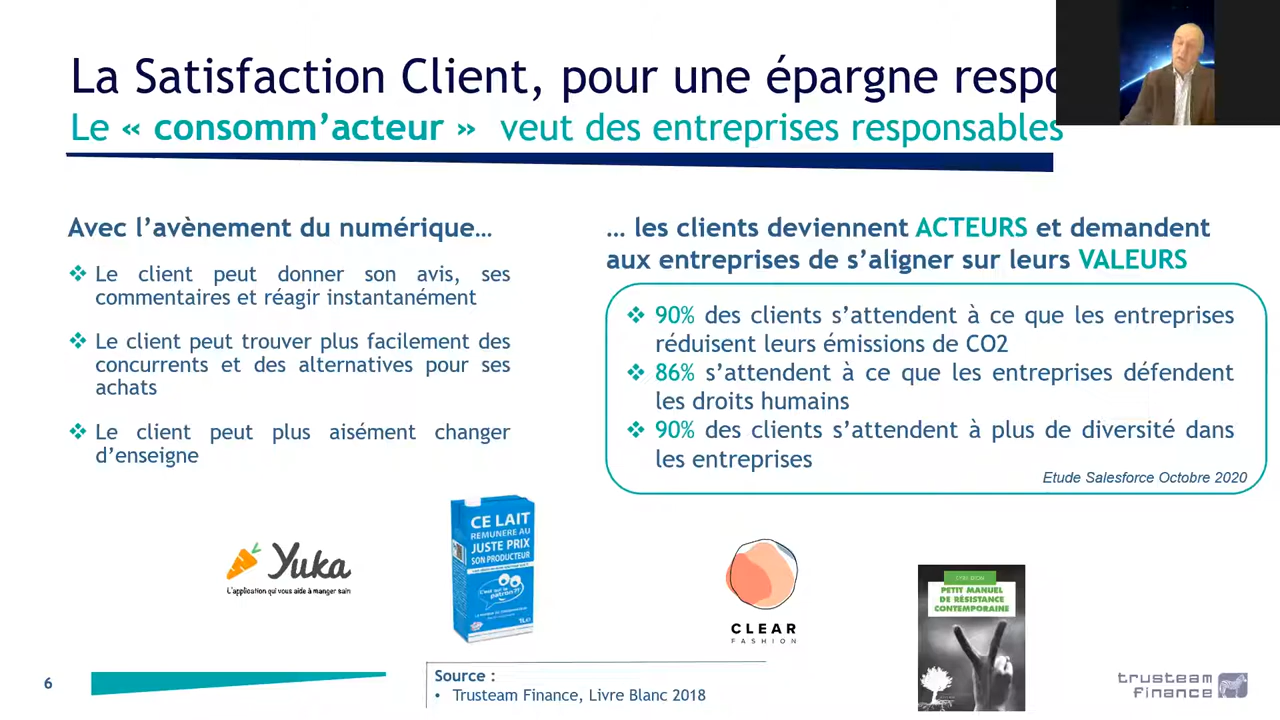 La Satisfaction Client, pour une épargne respo
Le « consomm’acteur » veut des entreprises responsables
Avec l’avènement du numérique…
❖ Le client peut donner son avis, ses
commentaires et réagir instantanément
❖ Le client peut trouver plus facilement des
concurrents et des alternatives pour ses
achats
❖ Le client peut plus aisément changer
d’enseigne
… les clients deviennent ACTEURS et demandent
aux entreprises de s’aligner sur leurs VALEURS
❖ 90% des clients s’attendent à ce que les entreprises
réduisent leurs émissions de CO2
❖ 86% s’attendent à ce que les entreprises défendent
les droits humains
❖ 90% des clients s’attendent à plus de diversité dans
les entreprises
Etude Salesforce Octobre 2020
Yuka
L'application qui vous aide à manger sain
CE LAIT
RÉMUNÈRE AU
JUSTE PRIX
SON PRODUCTEUR
C'est qui le
patron?!
1L
CLEAR
FASHION
PETIT MANUEL
DE RÉSISTANCE
CONTEMPORAINE
6
Source :
• Trusteam Finance, Livre Blanc 2018
trusteam
finance